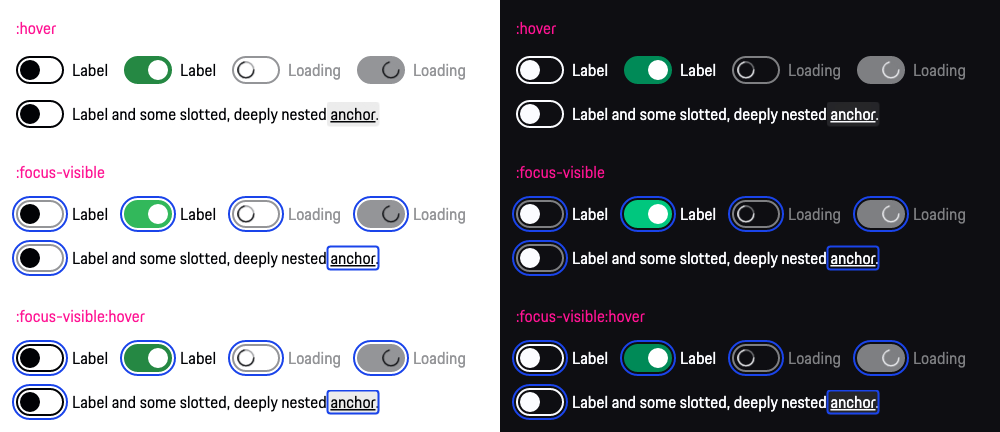 :hover
Label Label Loading Loading
Label and some slotted, deeply nested anchor.
:focus-visible
Label Label Loading Loading
Label and some slotted, deeply nested anchor.
:focus-visible:hover
Label Label Loading Loading
Label and some slotted, deeply nested anchor.
:hover
Label Label Loading Loading
Label and some slotted, deeply nested anchor.
:focus-visible
Label Label Loading Loading
Label and some slotted, deeply nested anchor.
:focus-visible:hover
Label Label Loading Loading
Label and some slotted, deeply nested anchor.